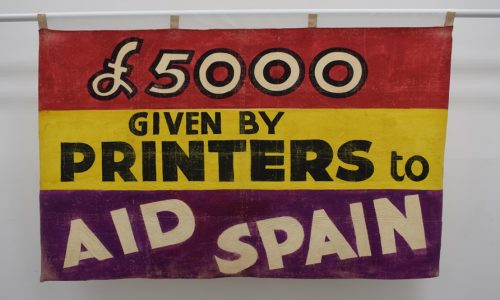 £5000
GIVEN BY
PRINTERS to
AID SPAIN